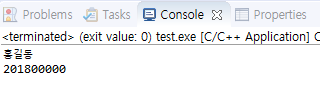 Problems Tasks Console Properties
<terminated> (exit value: 0) test.exe [C/C++ Application] C
홍길동
201800000